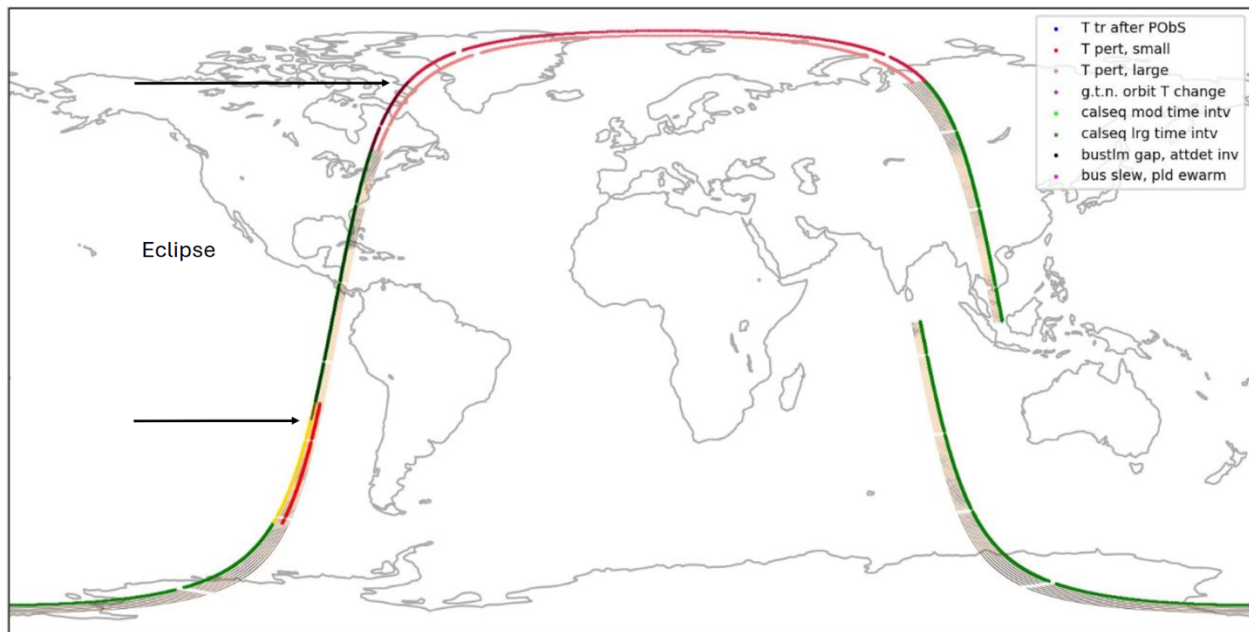 T tr after PObS
T pert, small
T pert, large
g.t.n. orbit T change
calseq mod time intv
calseq lrg time intv
bustlm gap, attdet inv
bus slew, pld ewarm
Eclipse